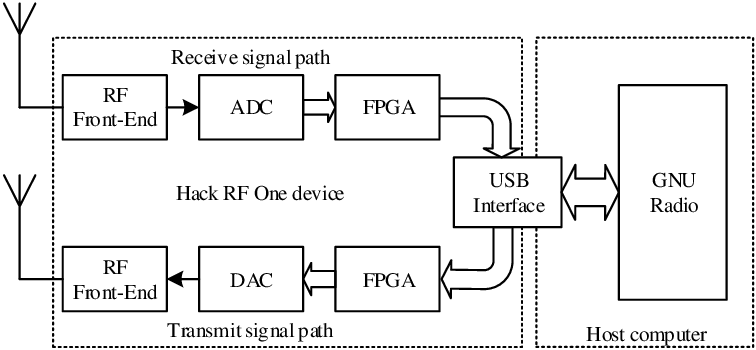 Receive signal path
RF
Front-End
ADC
FPGA
USB
Interface
GNU
Radio
Hack RF One device
RF
Front-End
DAC
FPGA
Transmit signal path
Host computer